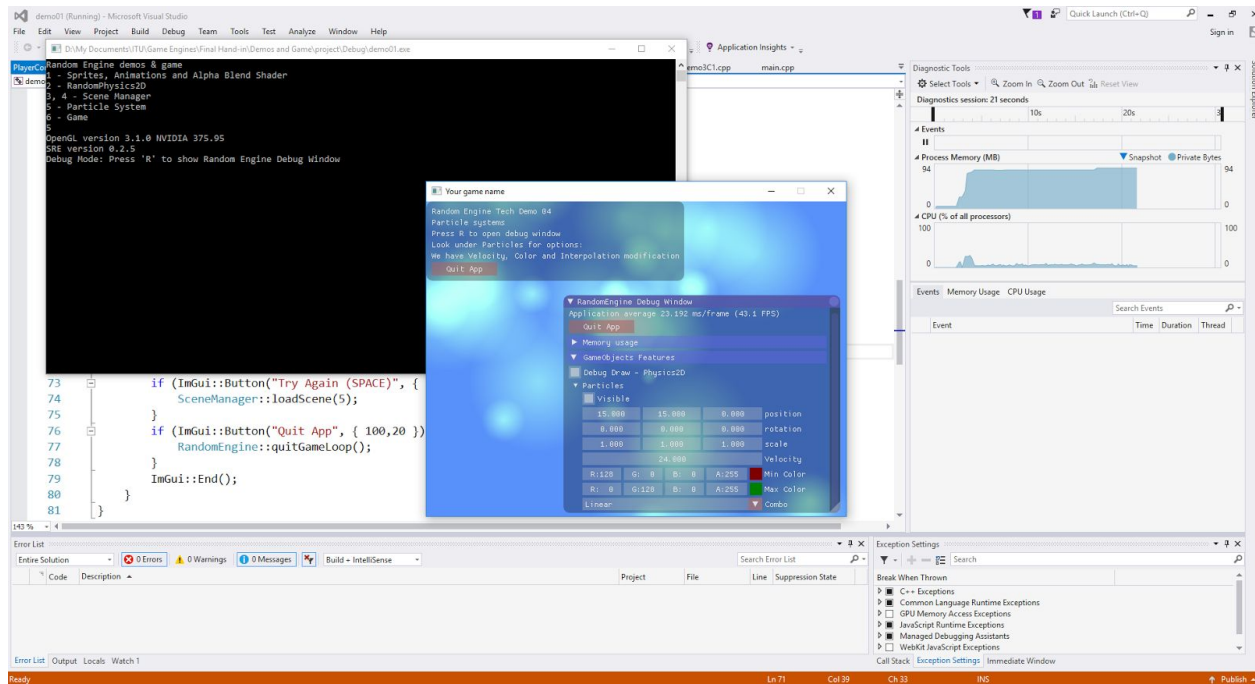 demo01 (Running) - Microsoft Visual Studio
Quick Launch (Ctrl+Q)
File Edit View Project Build Debug Team Tools Test Analyze Window Help
Sign in
D:\My Documents\ITU\Game Engines\Final Hand-in\Demos and Game\project\Debug\demo01.exe
Application Insights
PlayerCo
emo3C1.cpp main.cpp
demo
Random Engine demos & game
1 - Sprites, Animations and Alpha Blend Shader
2 - RandomPhysics2D
3, 4 - Scene Manager
5 - Particle System
6 - Game
5
OpenGL version 3.1.0 NVIDIA 375.95
SRE version 0.2.5
Debug Mode: Press 'R' to show Random Engine Debug Window
Your game name
Random Engine Tech Demo 04
Particle systems
Press R to open debug window
Look under Particles for options:
We have Velocity, Color and Interpolation modification
Quit App
RandomEngine Debug Window
Application average 23.192 ms/frame (43.1 FPS)
Quit App
Memory usage
GameObjects Features
Debug Draw - Physics2D
Particles
Visible
15.000 15.000 0.000 position
0.000 0.000 0.000 rotation
1.000 1.000 1.000 scale
24.000 Velocity
R:128 G: 0 B: 0 A:255 Min Color
R: 0 G:128 B: 0 A:255 Max Color
Linear Combo
73 if (ImGui::Button("Try Again (SPACE)", {
74 SceneManager::loadScene(5);
75 }
76 if (ImGui::Button("Quit App", { 100,20 })
77 RandomEngine::quitGameLoop();
78 }
79 ImGui::End();
80 }
81 }
143 %
Diagnostic Tools
Select Tools Zoom In Zoom Out Reset View
Diagnostics session: 21 seconds
10s 20s 3
Events
Process Memory (MB) Snapshot Private Bytes
94 94
0 0
CPU (% of all processors)
100 100
0 0
Events Memory Usage CPU Usage
Search Events
Event Time Duration Thread
Solution Explorer
Error List
Entire Solution 0 Errors 0 Warnings 0 Messages Build + IntelliSense Search Error List
Code Description Project File Line Suppression State
Error List Output Locals Watch 1
Exception Settings
Search
Break When Thrown
C++ Exceptions
Common Language Runtime Exceptions
GPU Memory Access Exceptions
JavaScript Runtime Exceptions
Managed Debugging Assistants
WebKit JavaScript Exceptions
Call Stack Exception Settings Immediate Window
Ready Ln 71 Col 39 Ch 33 INS Publish